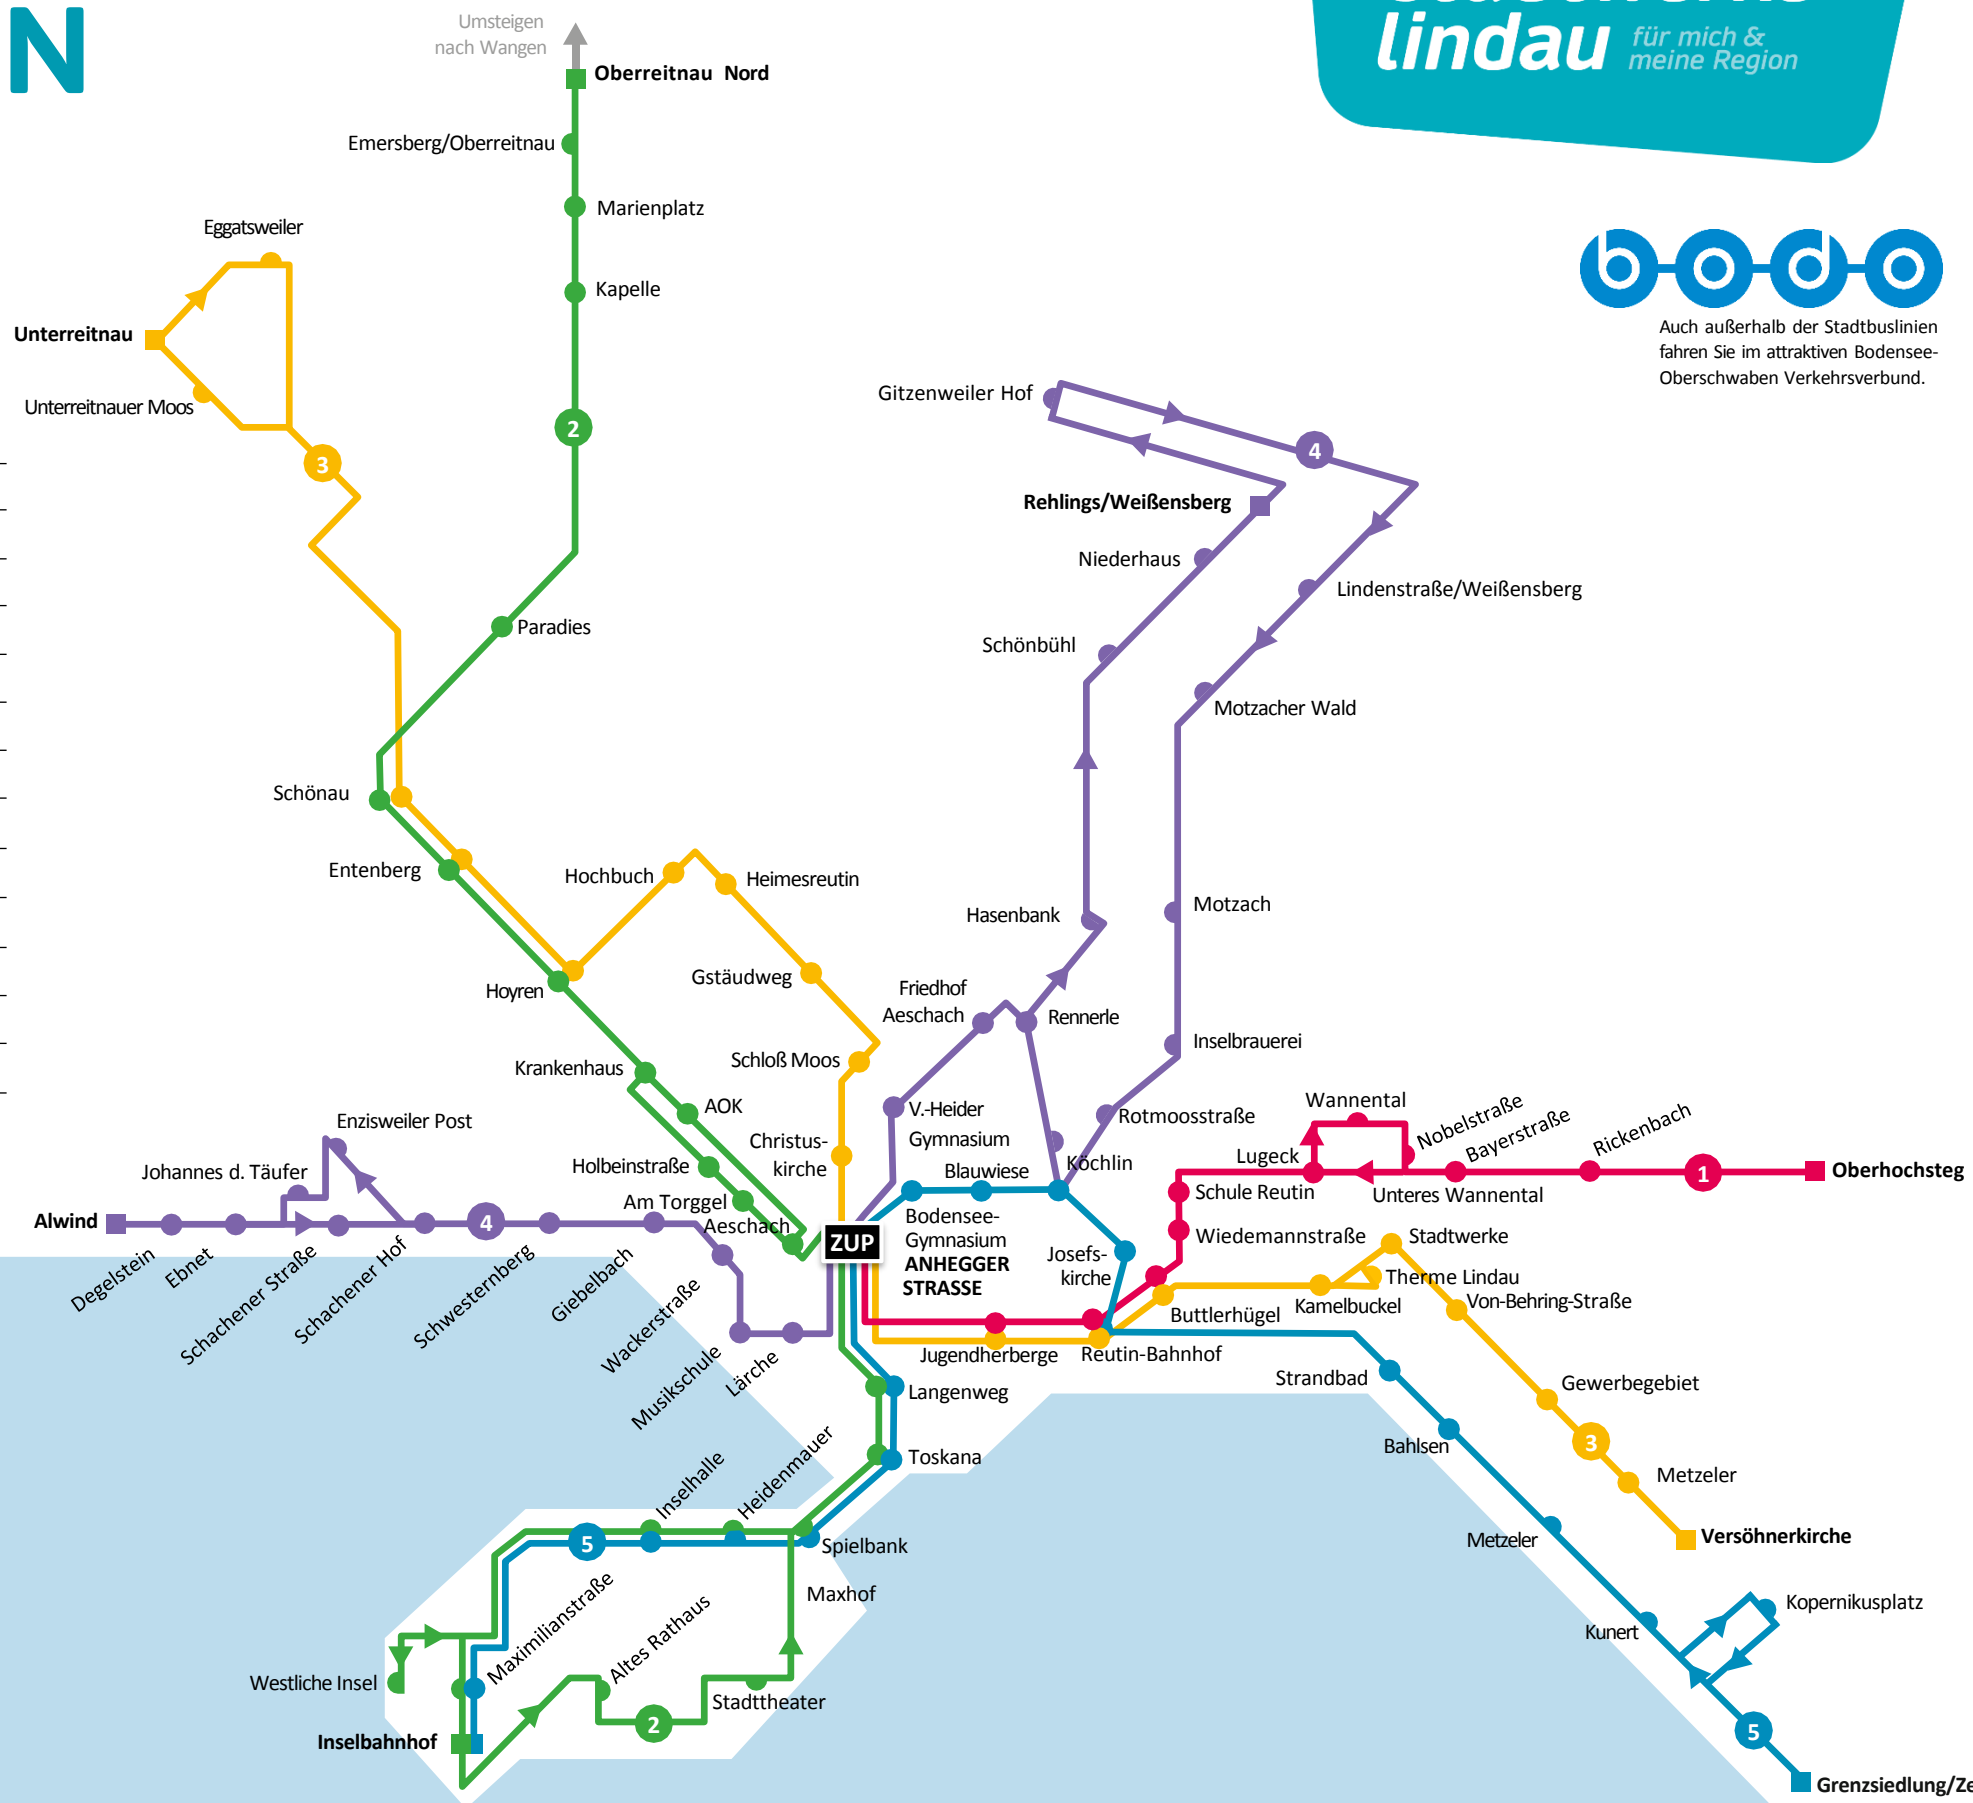 N
Umsteigen
nach Wangen
Oberreitnau Nord
lindau
für mich &
meine Region
Emersberg/Oberreitnau
Marienplatz
Eggatsweiler
bodo
Kapelle
Auch außerhalb der Stadtbuslinien
fahren Sie im attraktiven Bodensee-
Oberschwaben Verkehrsverbund.
Unterreitnau
Unterreitnauer Moos
Gitzenweiler Hof
2
3
4
Rehlings/Weißensberg
Niederhaus
Lindenstraße/Weißensberg
Paradies
Schönbühl
Motzacher Wald
Schönau
Entenberg
Hochbuch
Heimesreutin
Hasenbank
Motzach
Gstäudweg
Hoyren
Friedhof
Aeschach
Rennerle
Inselbrauerei
Schloß Moos
Krankenhaus
AOK
V.-Heider
Gymnasium
Rotmoosstraße
Wannental
Nobelstraße
Bayerstraße
Rickenbach
Enzisweiler Post
Christus-
kirche
Holbeinstraße
Johannes d. Täufer
Blauwiese
Köchlin
Lugeck
1
Oberhochsteg
Schule Reutin
Unteres Wannental
Am Torggel
Aeschach
Alwind
4
ZUP
Bodensee-
Gymnasium
ANHEGGER
STRASSE
Josefs-
kirche
Wiedemannstraße
Stadtwerke
Therme Lindau
Von-Behring-Straße
Kamelbuckel
Buttlerhügel
Degelstein
Ebnet
Schachener Straße
Schachener Hof
Schwesternberg
Giebelbach
Wackerstraße
Musikschule
Lärche
Jugendherberge
Reutin-Bahnhof
Langenweg
Strandbad
Gewerbegebiet
Bahlsen
3
Toskana
Metzeler
Inselhalle
Heidenmauer
5
Spielbank
Metzeler
Versöhnerkirche
Maxhof
Kopernikusplatz
Kunert
Maximilianstraße
Altes Rathaus
Westliche Insel
Stadttheater
2
Inselbahnhof
5
Grenzsiedlung/Ze